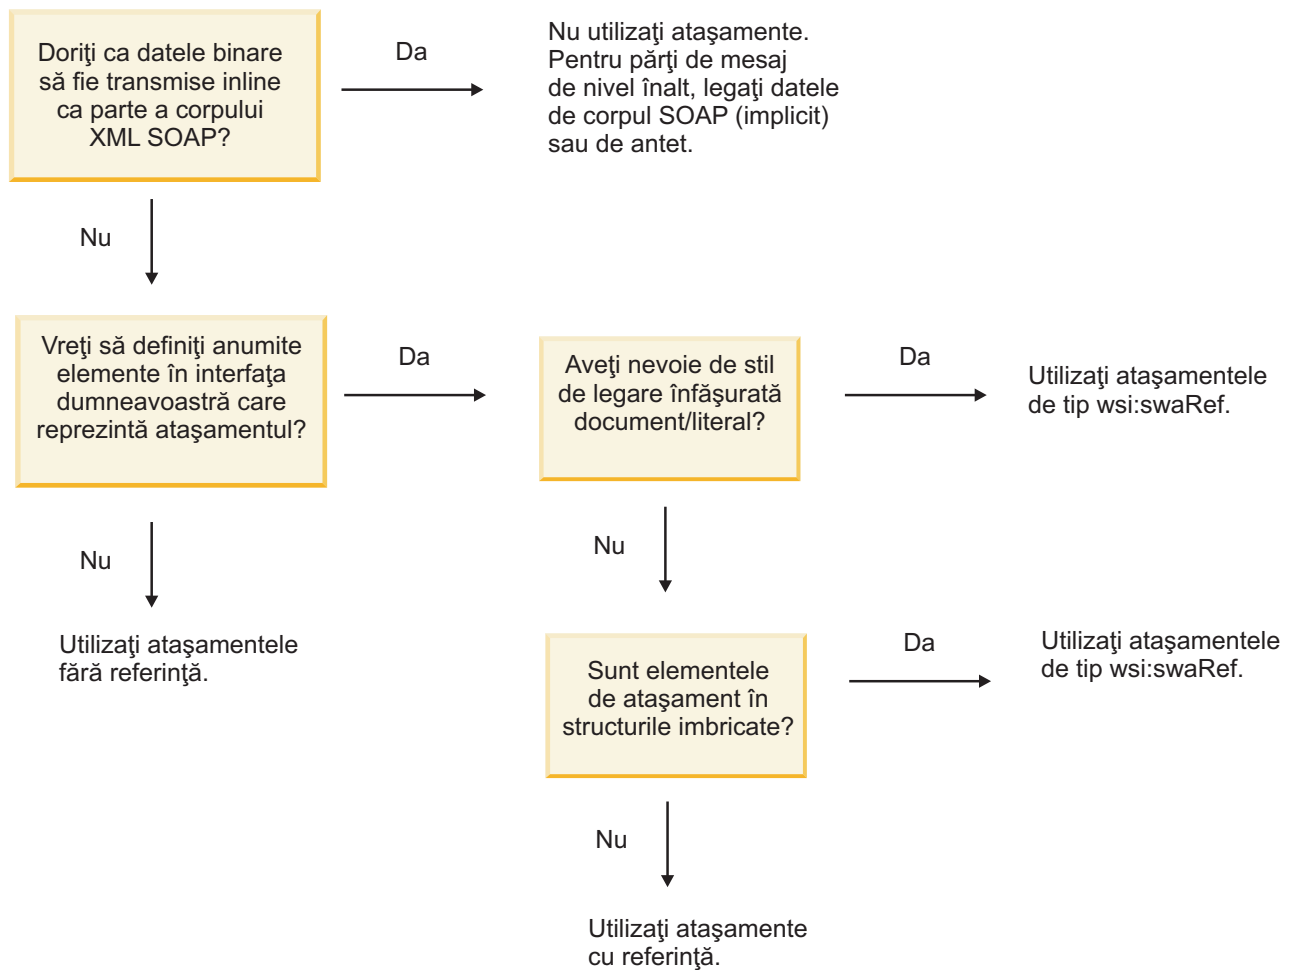 Doriţi ca datele binare
să fie transmise inline
ca parte a corpului
XML SOAP?
Da
Nu utilizaţi ataşamente.
Pentru părţi de mesaj
de nivel înalt, legaţi datele
de corpul SOAP (implicit)
sau de antet.
Nu
Vreţi să definiţi anumite
elemente în interfaţa
dumneavoastră care
reprezintă ataşamentul?
Da
Aveţi nevoie de stil
de legare înfăşurată
document/literal?
Da
Utilizaţi ataşamentele
de tip wsi:swaRef.
Nu
Utilizaţi ataşamentele
fără referinţă.
Nu
Sunt elementele
de ataşament în
structurile imbricate?
Da
Utilizaţi ataşamentele
de tip wsi:swaRef.
Nu
Utilizaţi ataşamente
cu referinţă.